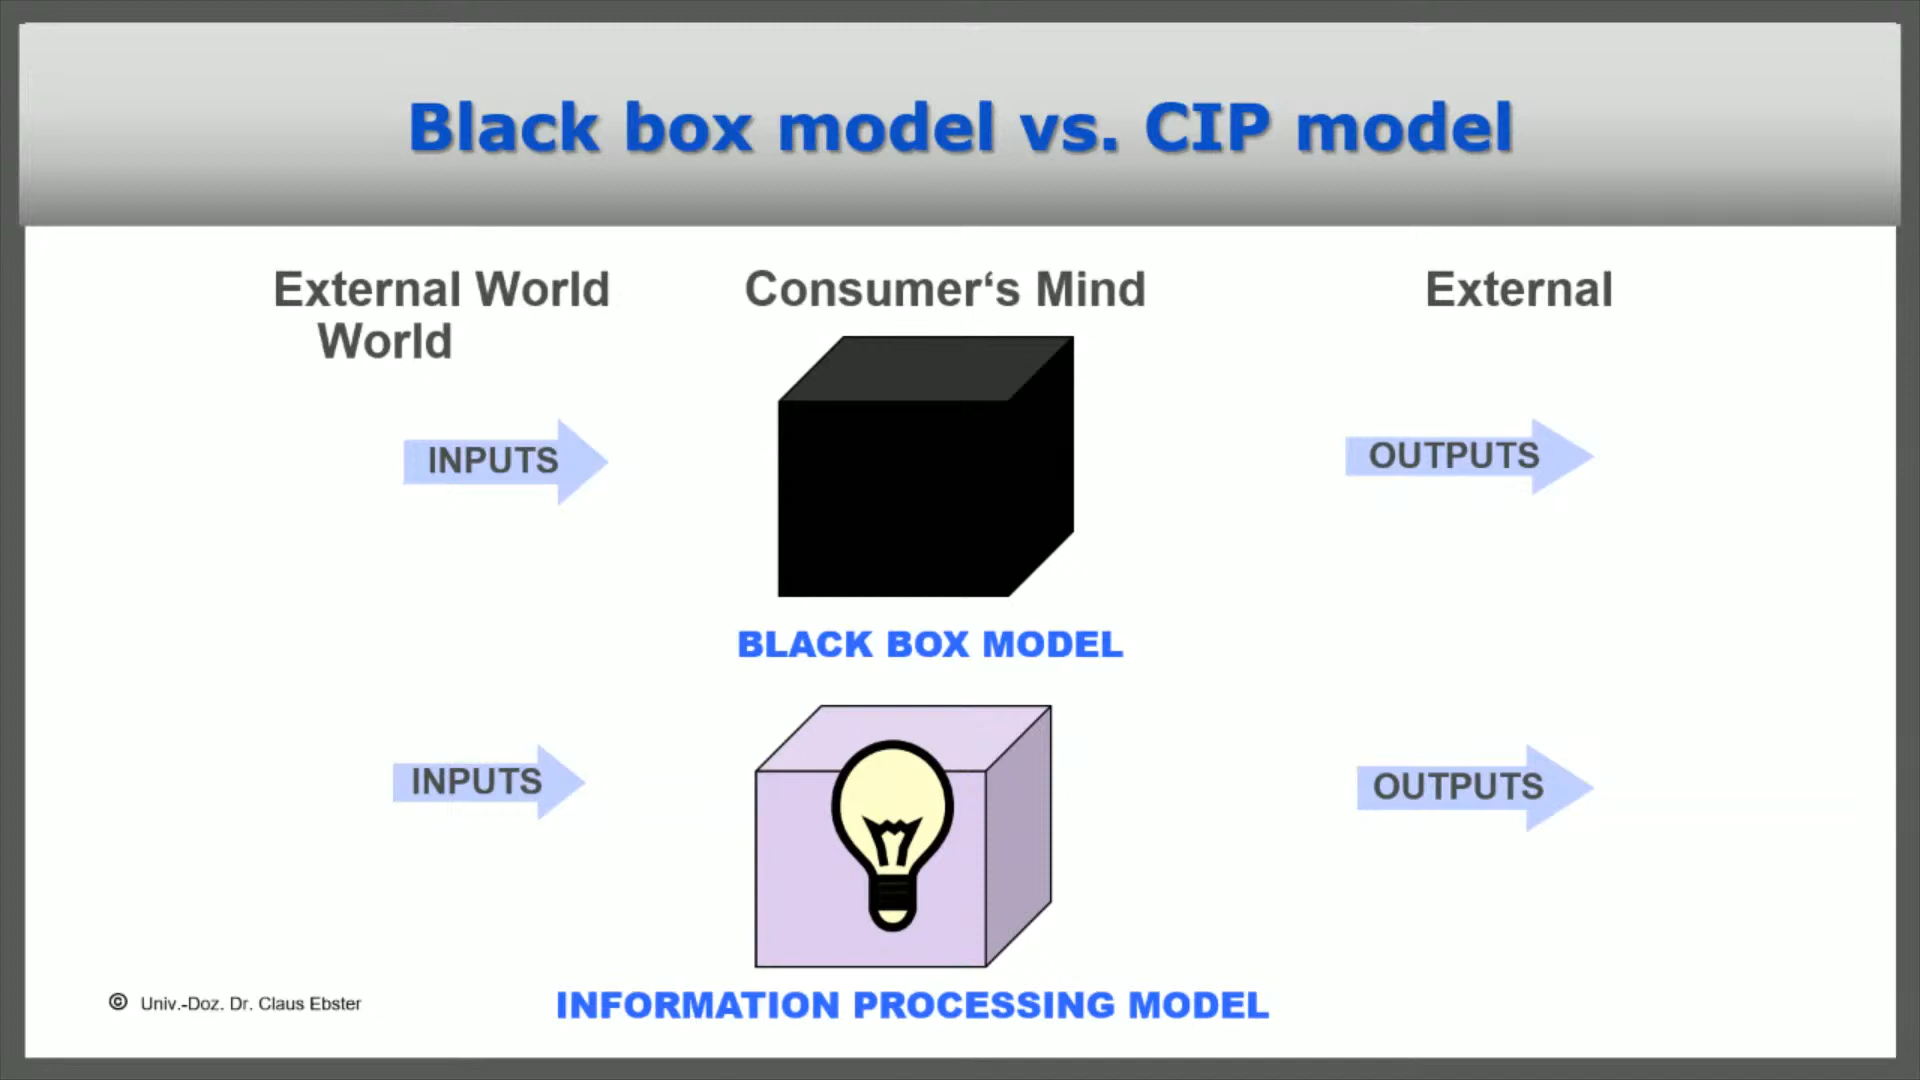 Black box model vs. CIP model
External World Consumer‘s Mind External
World
INPUTS
OUTPUTS
BLACK BOX MODEL
INPUTS
OUTPUTS
© Univ.-Doz. Dr. Claus Ebster
INFORMATION PROCESSING MODEL